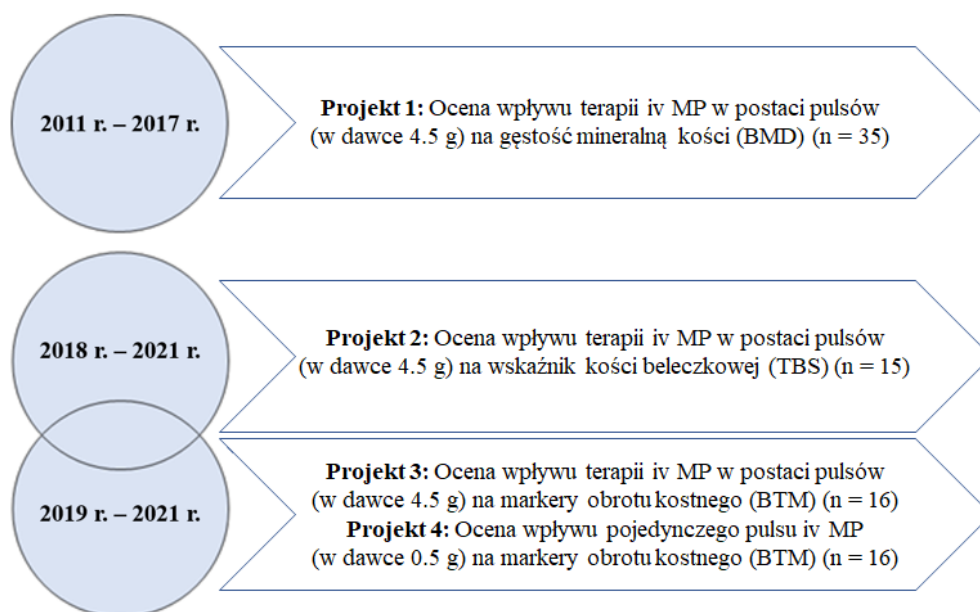 2011 r. – 2017 r.
Projekt 1: Ocena wpływu terapii iv MP w postaci pulsów
(w dawce 4.5 g) na gęstość mineralną kości (BMD) (n = 35)
2018 r. – 2021 r.
Projekt 2: Ocena wpływu terapii iv MP w postaci pulsów
(w dawce 4.5 g) na wskaźnik kości beleczkowej (TBS) (n = 15)
2019 r. – 2021 r.
Projekt 3: Ocena wpływu terapii iv MP w postaci pulsów
(w dawce 4.5 g) na markery obrotu kostnego (BTM) (n = 16)
Projekt 4: Ocena wpływu pojedynczego pulsu iv MP
(w dawce 0.5 g) na markery obrotu kostnego (BTM) (n = 16)